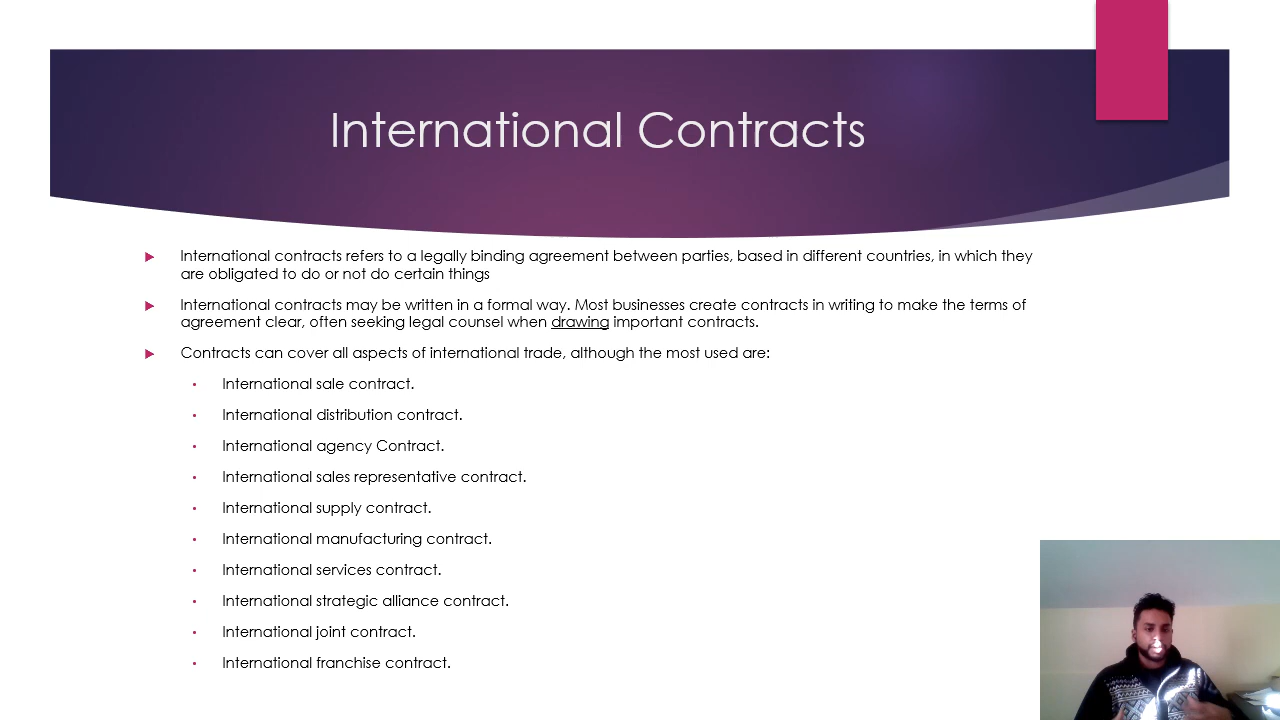 International Contracts
International contracts refers to a legally binding agreement between parties, based in different countries, in which they
are obligated to do or not do certain things
International contracts may be written in a formal way. Most businesses create contracts in writing to make the terms of
agreement clear, often seeking legal counsel when drawing important contracts.
Contracts can cover all aspects of international trade, although the most used are:
International sale contract.
International distribution contract.
International agency Contract.
International sales representative contract.
International supply contract.
International manufacturing contract.
International services contract.
International strategic alliance contract.
International joint contract.
International franchise contract.